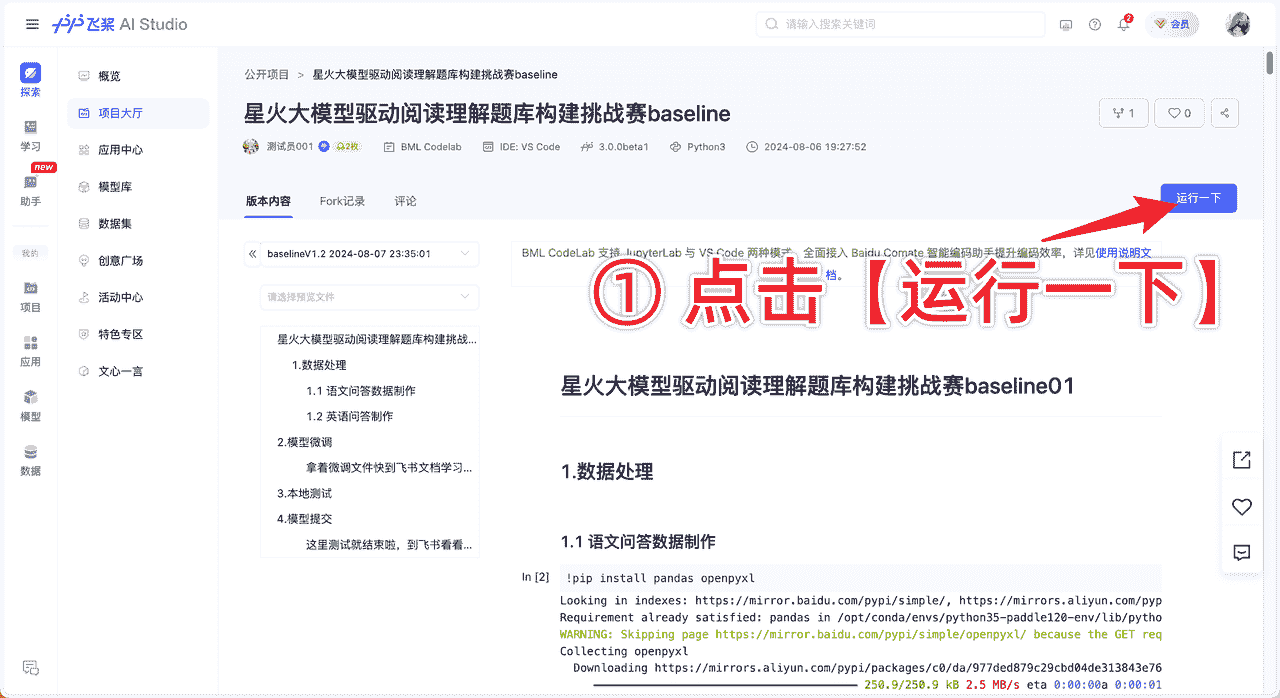 飞桨 AI Studio
请输入搜索关键词
2
会员
探索
学习
new
助手
我的
项目
应用
模型
数据
概览
项目大厅
应用中心
模型库
数据集
创意广场
活动中心
特色专区
文心一言
公开项目 > 星火大模型驱动阅读理解题库构建挑战赛baseline
星火大模型驱动阅读理解题库构建挑战赛baseline
1
0
测试员001 2枚 BML Codelab IDE: VS Code 3.0.0beta1 Python3 2024-08-06 19:27:52
版本内容 Fork记录 评论
运行一下
baselineV1.2 2024-08-07 23:35:01
请选择预览文件
星火大模型驱动阅读理解题库构建挑战...
1.数据处理
1.1 语文问答数据制作
1.2 英语问答制作
2.模型微调
拿着微调文件快到飞书文档学习...
3.本地测试
4.模型提交
这里测试就结束啦，到飞书看看...
BML CodeLab 支持 JupyterLab 与 VS Code 两种模式，全面接入 Baidu Comate 智能编码助手提升编码效率，详见使用说明文
档。
① 点击【运行一下】
星火大模型驱动阅读理解题库构建挑战赛baseline01
1.数据处理
1.1 语文问答数据制作
In [2] !pip install pandas openpyxl
Looking in indexes: https://mirror.baidu.com/pypi/simple/, https://mirrors.aliyun.com/pyp
Requirement already satisfied: pandas in /opt/conda/envs/python35-paddle120-env/lib/pytho
WARNING: Skipping page https://mirror.baidu.com/pypi/simple/openpyxl/ because the GET req
Collecting openpyxl
Downloading https://mirrors.aliyun.com/pypi/packages/c0/da/977ded879c29cbd04de313843e76
250.9/250.9 kB 2.5 MB/s eta 0:00:00a 0:00:01